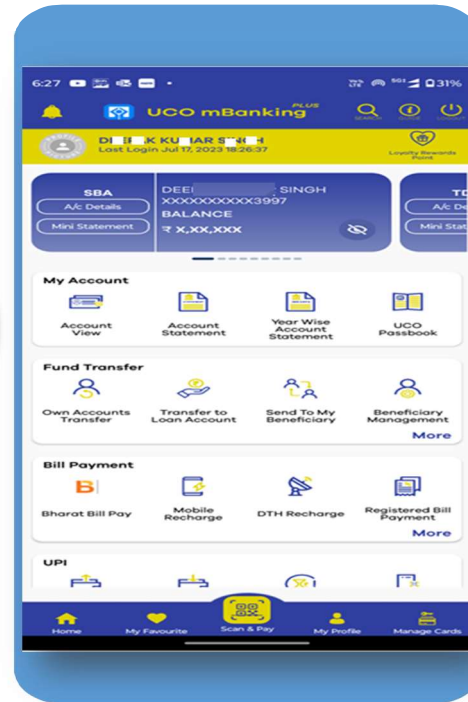 6:27
31%
UCO mBanking PLUS
SEARCH GUIDE LOGOUT
Last Login Jul 17, 2023 18:26:37
Loyalty Rewards
Point
SBA
A/c Details
Mini Statement
SINGH
XXXXXXXXXX3997
BALANCE
₹ X,XX,XXX
A/c De
Mini Stat
My Account
Account
View
Account
Statement
Year Wise
Account
Statement
UCO
Passbook
Fund Transfer
Own Accounts
Transfer
Transfer to
Loan Account
Send To My
Beneficiary
Beneficiary
Management
More
Bill Payment
Bharat Bill Pay
Mobile
Recharge
DTH Recharge
Registered Bill
Payment
More
UPI
Home
My Favourite
Scan & Pay
My Profile
Manage Cards